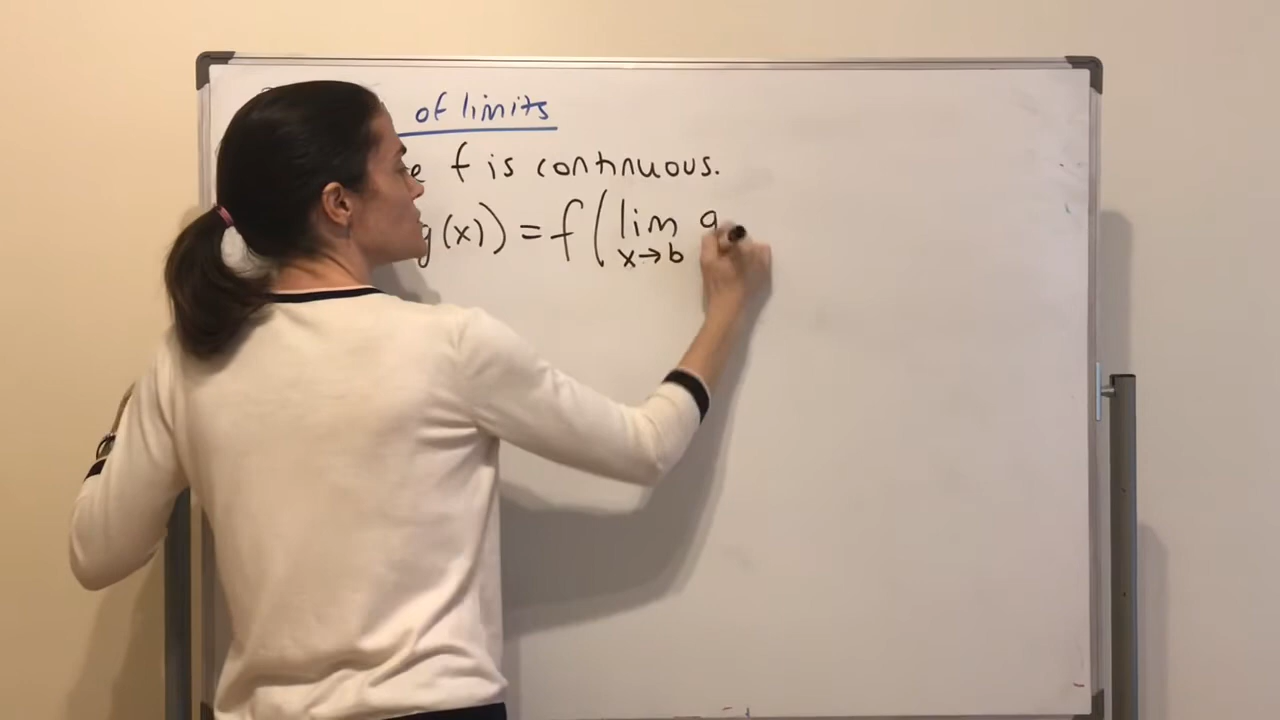 of limits
f is continuous.
g(x)) = f(lim g
x→b